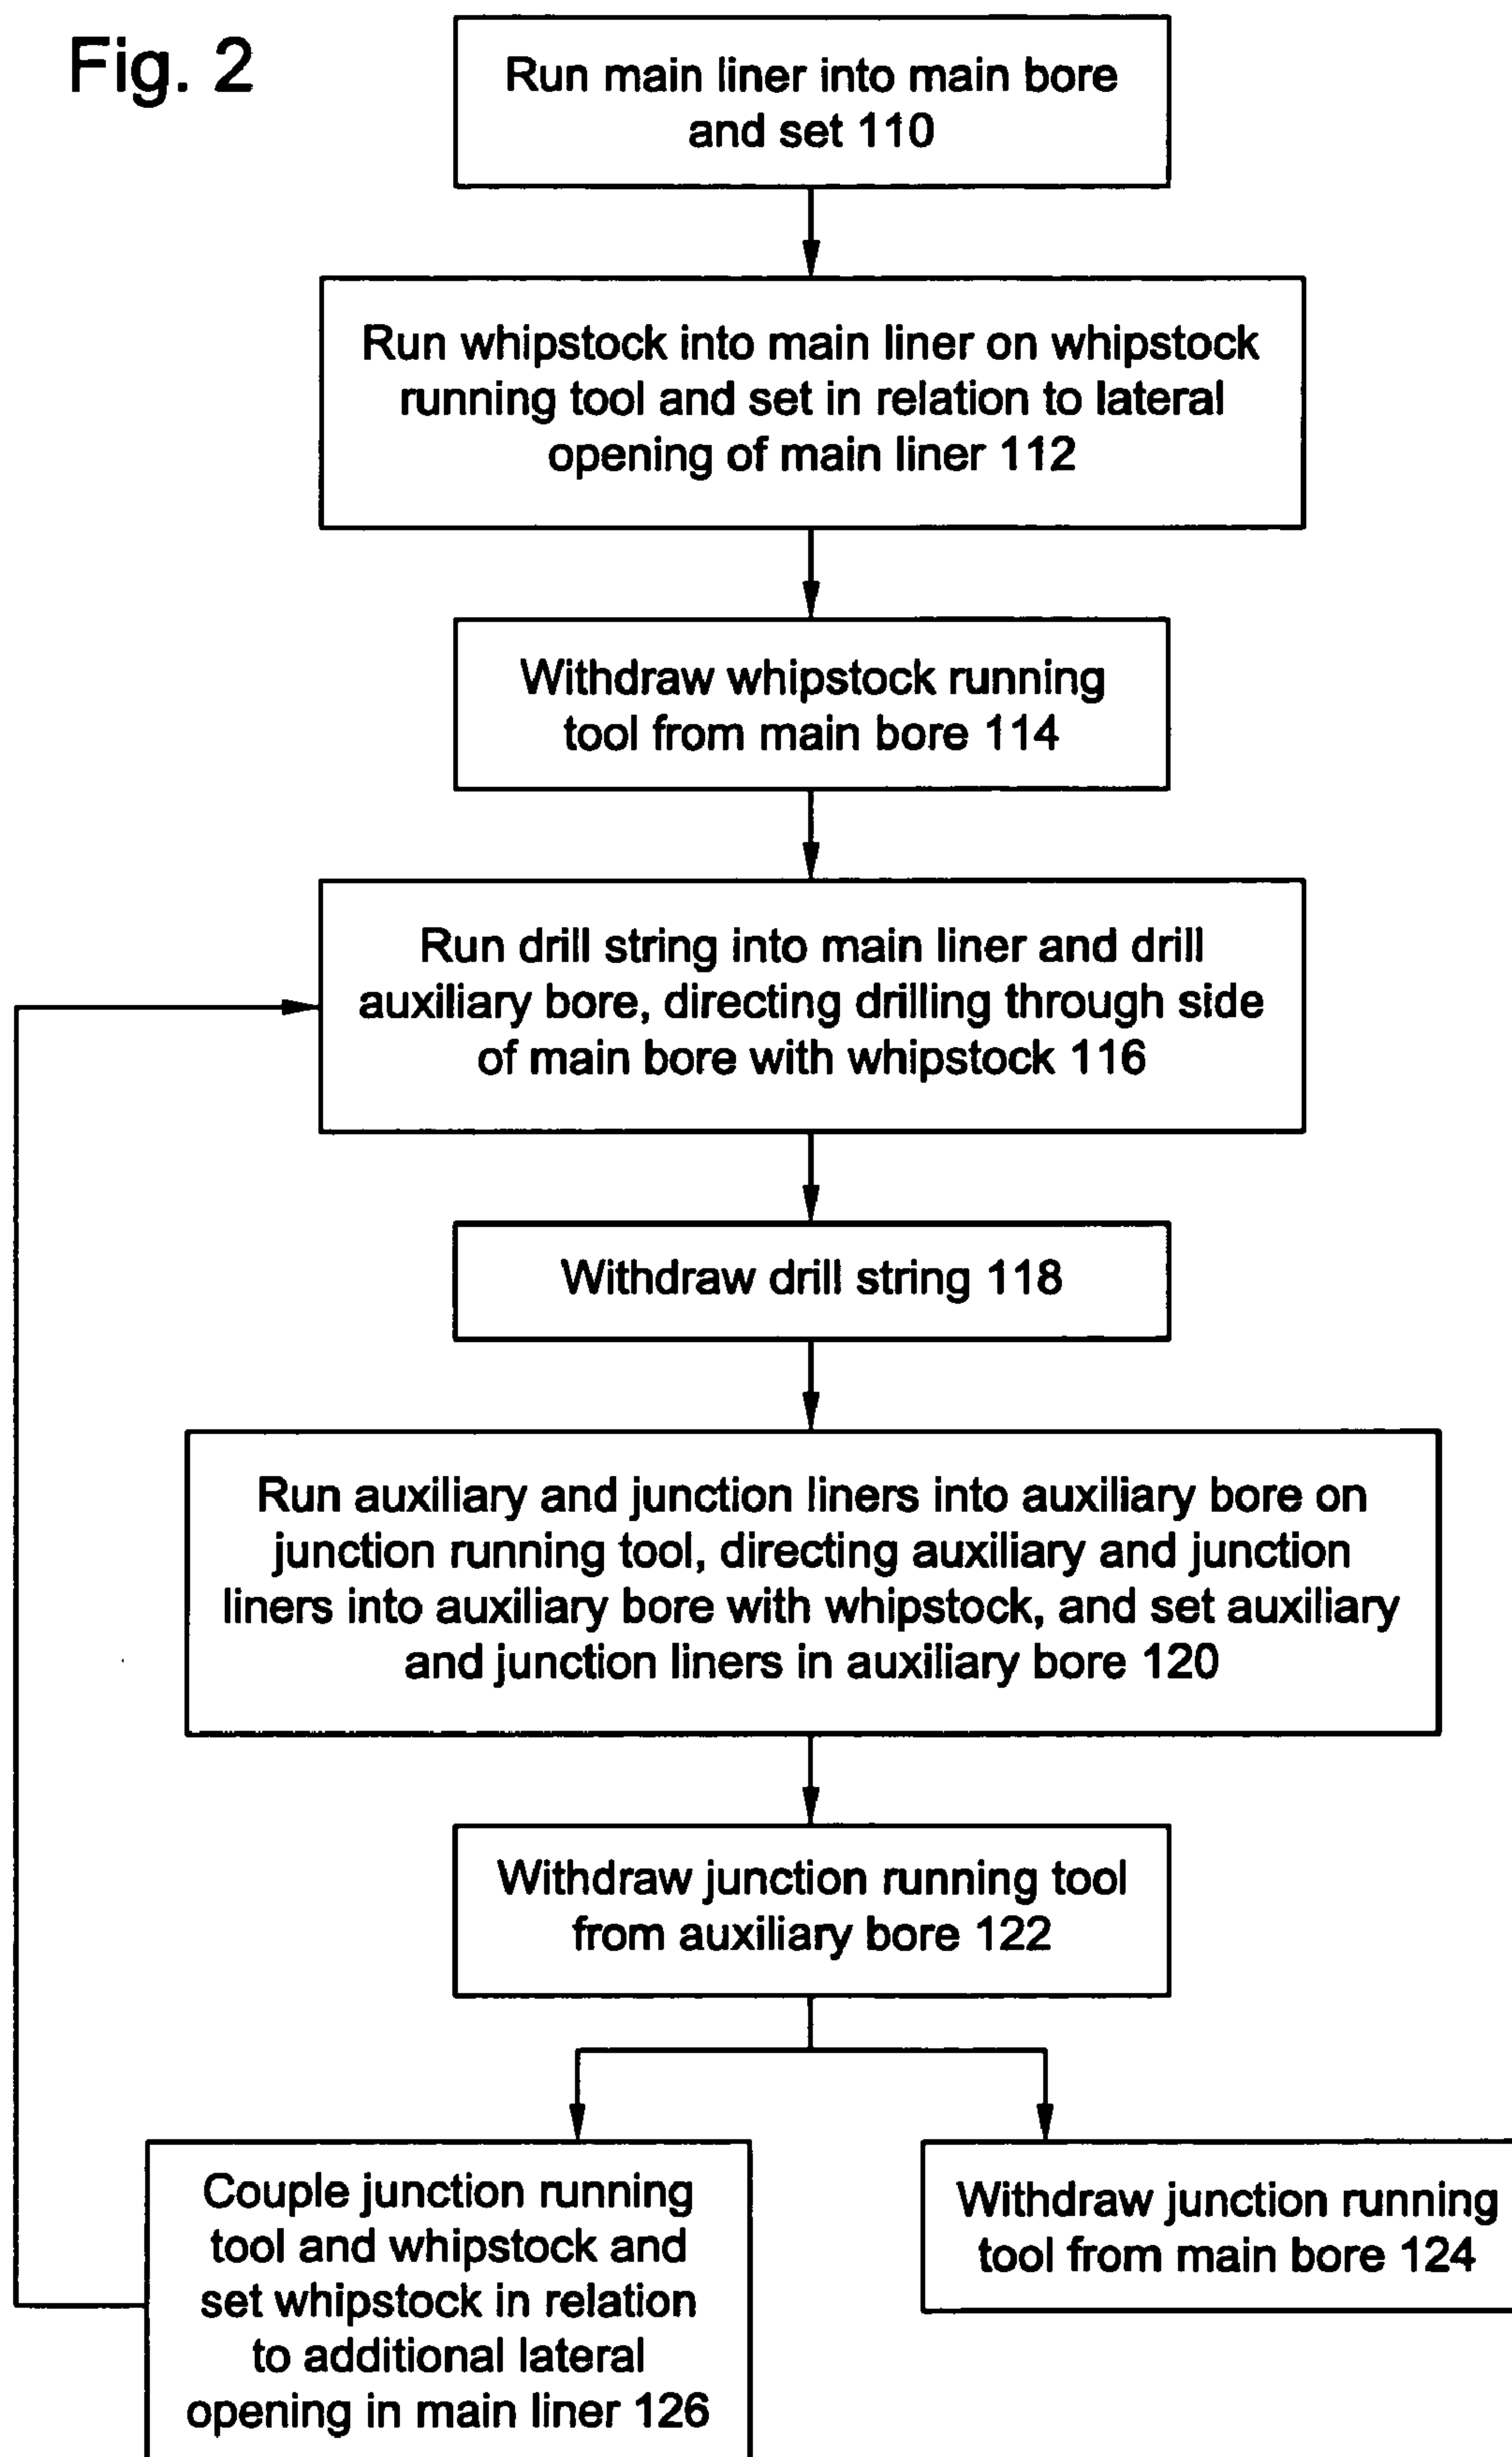 Fig. 2
Run main liner into main bore
and set 110
Run whipstock into main liner on whipstock
running tool and set in relation to lateral
opening of main liner 112
Withdraw whipstock running
tool from main bore 114
Run drill string into main liner and drill
auxiliary bore, directing drilling through side
of main bore with whipstock 116
Withdraw drill string 118
Run auxiliary and junction liners into auxiliary bore on
junction running tool, directing auxiliary and junction
liners into auxiliary bore with whipstock, and set auxiliary
and junction liners in auxiliary bore 120
Withdraw junction running tool
from auxiliary bore 122
Couple junction running
tool and whipstock and
set whipstock in relation
to additional lateral
opening in main liner 126
Withdraw junction running
tool from main bore 124